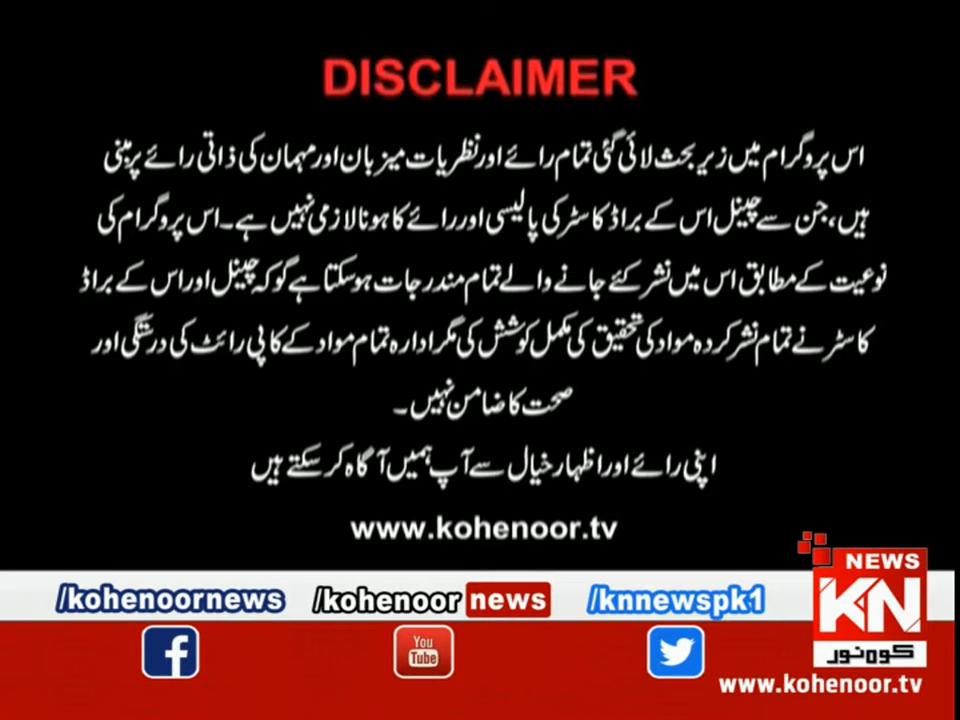 DISCLAIMER
اس پروگرام میں زیر بحث لائی گئی تمام رائے اور نظریات میزبان اور مہمان کی ذاتی رائے پر مبنی
ہیں، جن سے چینل اس کے براڈ کاسٹر کی پالیسی اور رائے کا ہونا لازمی نہیں ہے۔ اس پروگرام کی
نوعیت کے مطابق اس میں نشر کئے جانے والے تمام مندرجات ہو سکتا ہے گو کہ چینل اور اس کے براڈ
کاسٹر نے تمام نشر کردہ مواد کی تحقیق کی مکمل کوشش کی مگر ادارہ تمام مواد کے کاپی رائٹ کی درستگی اور
صحت کا ضامن نہیں۔
اپنی رائے اور اظہار خیال سے آپ ہمیں آگاہ کر سکتے ہیں
www.kohenoor.tv
/kohenoornews /kohenoor news /knnewspk1
NEWS
KN
کوہ نور
You
Tube
www.kohenoor.tv